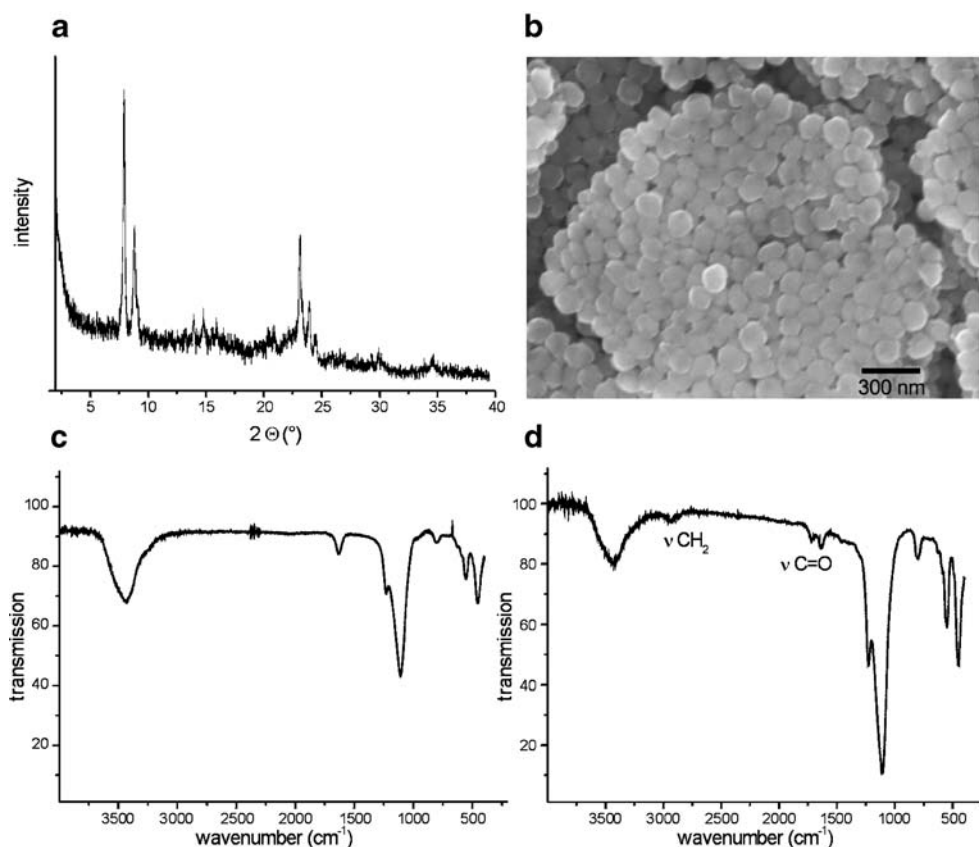 a
intensity
5 10 15 20 25 30 35 40
2 Θ (°)
b
300 nm
c
transmission
100
80
60
40
20
3500 3000 2500 2000 1500 1000 500
wavenumber (cm⁻¹)
d
transmission
100
80
60
40
20
ν CH₂
ν C=O
3500 3000 2500 2000 1500 1000 500
wavenumber (cm⁻¹)